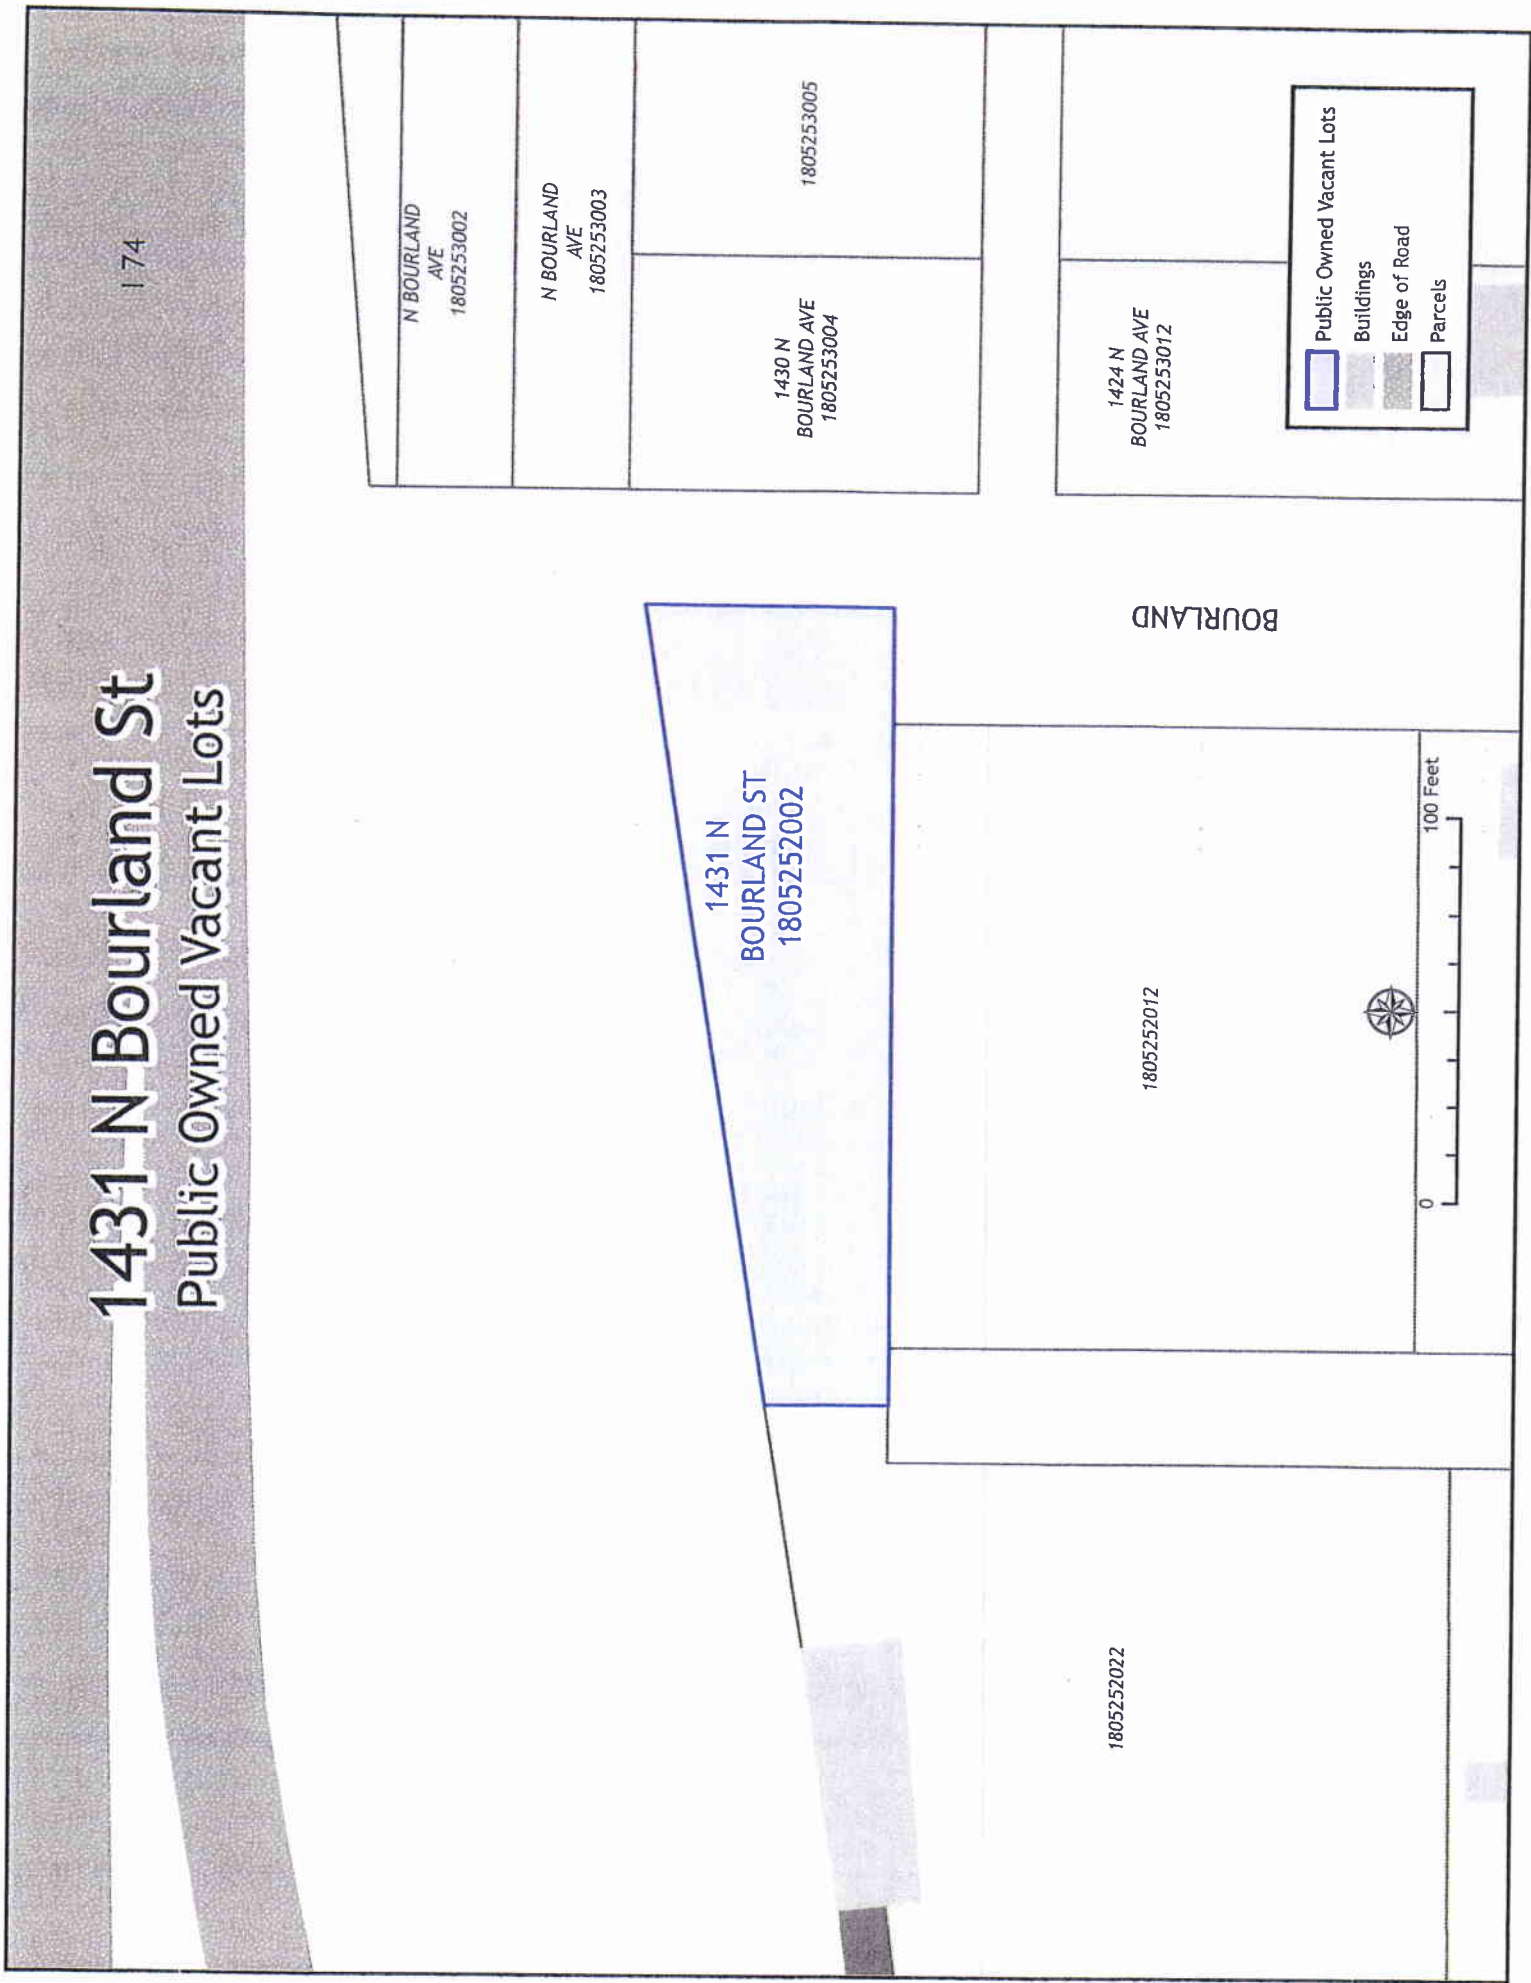 1431 N Bourland St
Public Owned Vacant Lots
I 74
N BOURLAND
AVE
1805253002
N BOURLAND
AVE
1805253003
1430 N
BOURLAND AVE
1805253004
1805253005
1431 N
BOURLAND ST
1805252002
1424 N
BOURLAND AVE
1805253012
BOURLAND
1805252012
1805252022
Public Owned Vacant Lots
Buildings
Edge of Road
Parcels
0
100 Feet